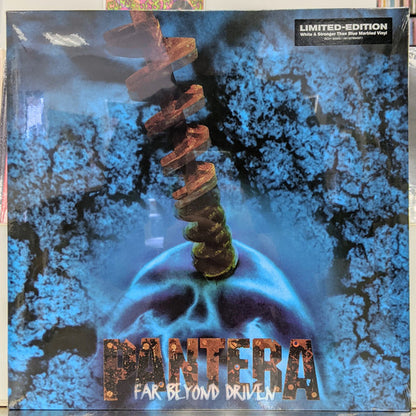 LIMITED-EDITION
White & Stronger Than Blue Marbled Vinyl
PANTERA
FAR BEYOND DRIVEN